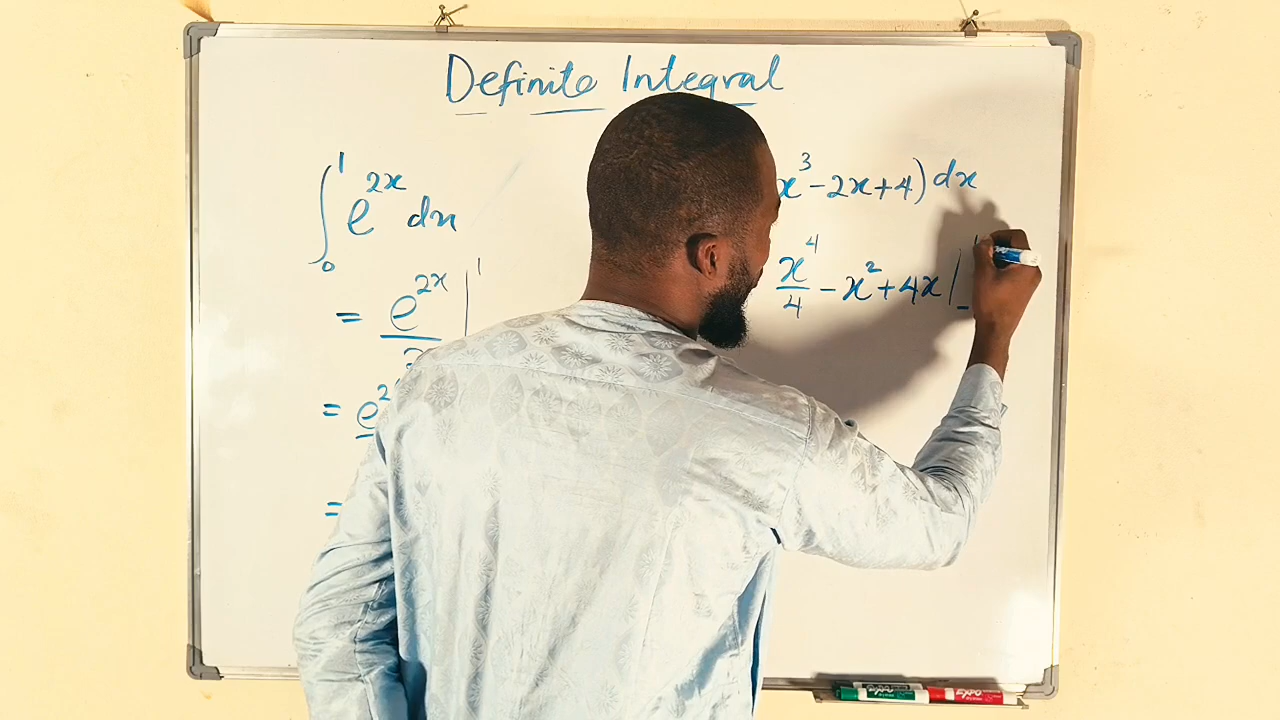 Definite Integral
∫₀¹ e^{2x} dx
= e^{2x}/2 |¹
= e²
=
x³ - 2x + 4) dx
x⁴/4 - x² + 4x |₋
EXPO EXPO